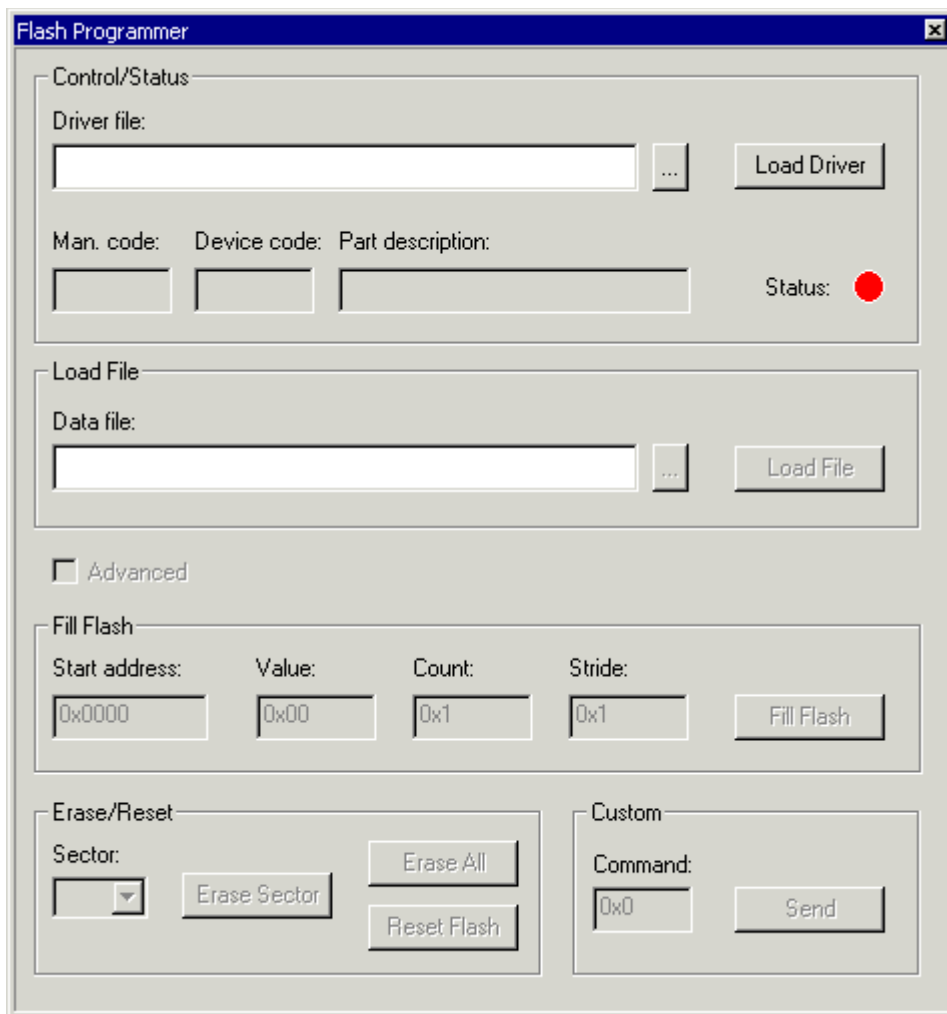 Flash Programmer
Control/Status
Driver file:
... Load Driver
Man. code: Device code: Part description:
Status:
Load File
Data file:
... Load File
Advanced
Fill Flash
Start address: Value: Count: Stride:
0x0000 0x00 0x1 0x1 Fill Flash
Erase/Reset
Sector:
Erase Sector
Erase All
Reset Flash
Custom
Command:
0x0 Send